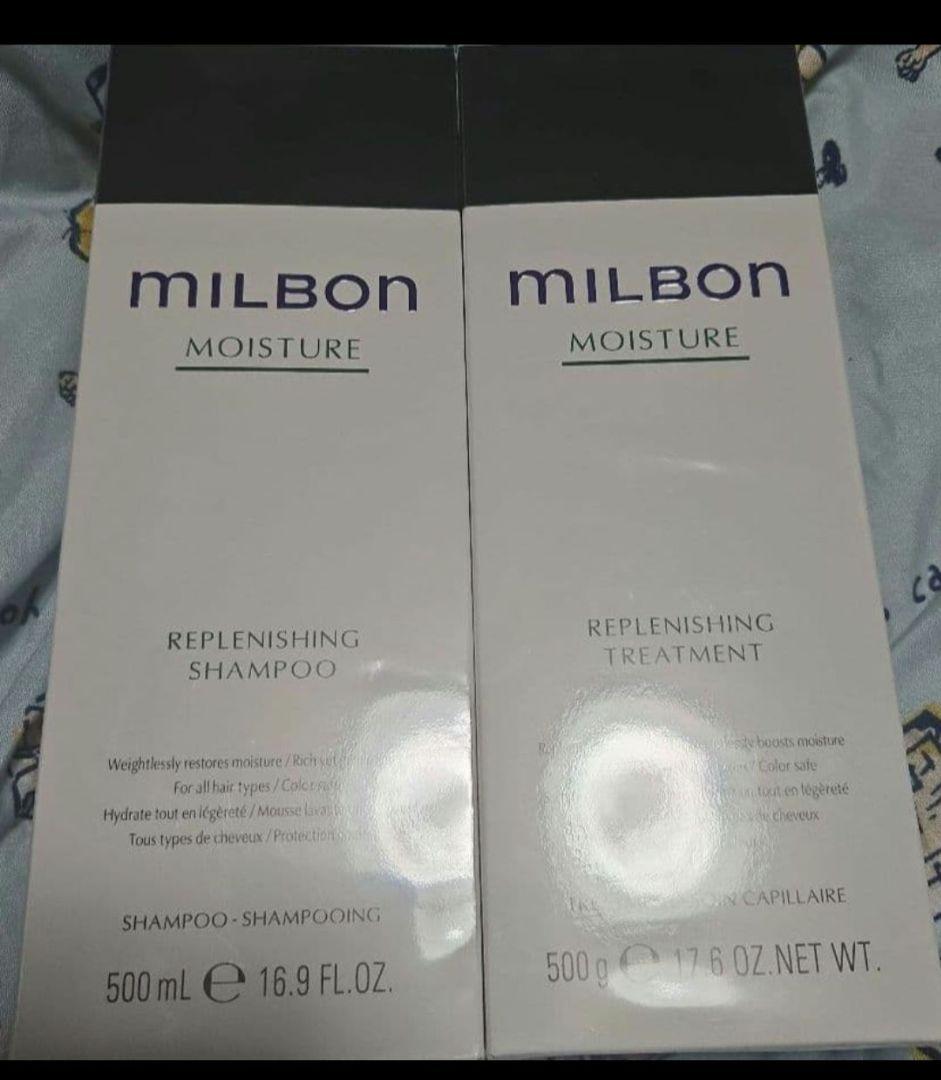 mILBON
MOISTURE
REPLENISHING
SHAMPOO
Weightlessly restores moisture / Rich
For all hair types / Color
Hydrate tout en légèreté / Mousse
Tous types de cheveux / Protection
SHAMPOO - SHAMPOOING
500 mL e 16.9 FL.OZ.
mILBON
MOISTURE
REPLENISHING
TREATMENT
boosts moisture
/ Color safe
tout en légèreté
de cheveux
CAPILLAIRE
500 g e 17.6 OZ.NET WT.
oh
ca